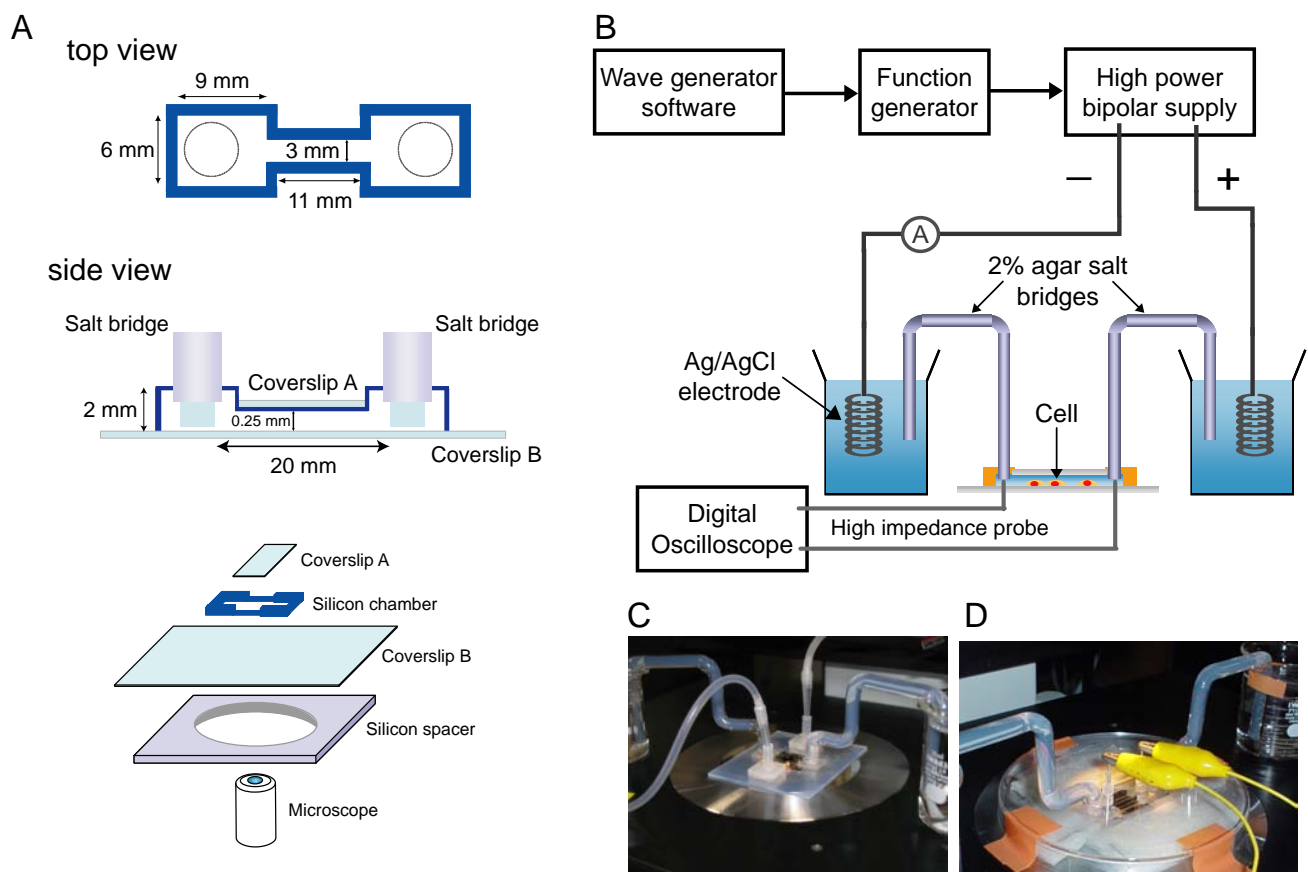 A
top view
9 mm
6 mm
3 mm
11 mm
side view
Salt bridge
Salt bridge
Coverslip A
2 mm
0.25 mm
20 mm
Coverslip B
Coverslip A
Silicon chamber
Coverslip B
Silicon spacer
Microscope
B
Wave generator
software
Function
generator
High power
bipolar supply
–
+
A
2% agar salt
bridges
Ag/AgCl
electrode
Cell
Digital
Oscilloscope
High impedance probe
C
D